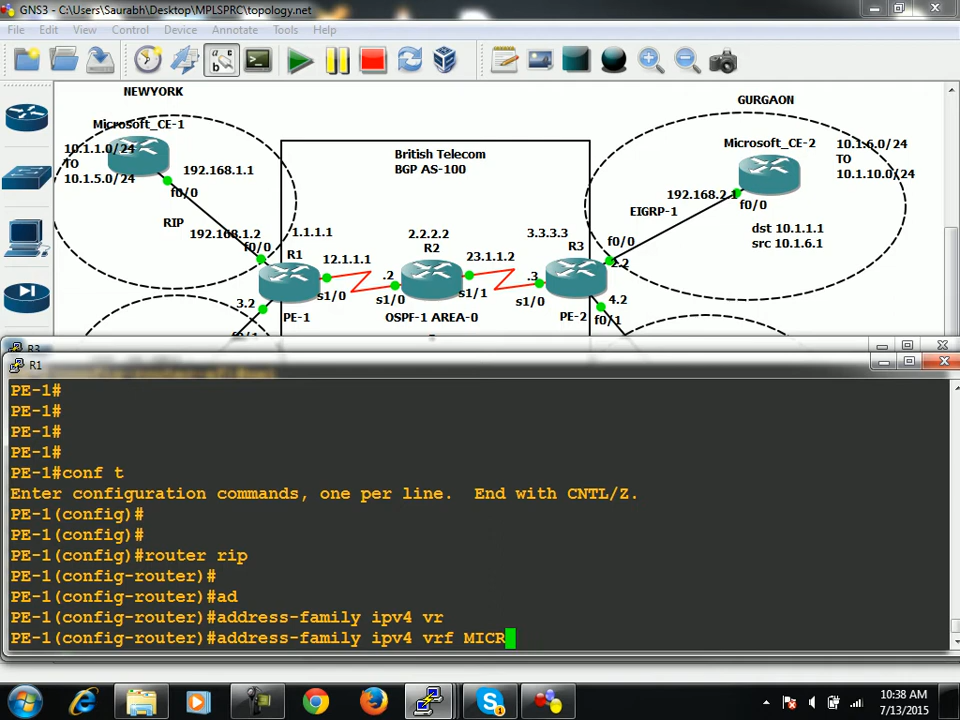 GNS3 - C:\Users\Saurabh\Desktop\MPLSPRC\topology.net
File Edit View Control Device Annotate Tools Help
NEWYORK
Microsoft_CE-1
10.1.1.0/24
TO
10.1.5.0/24
192.168.1.1
f0/0
RIP
192.168.1.2
f0/0
1.1.1.1
R1
12.1.1.1
s1/0
3.2
PE-1
British Telecom
BGP AS-100
2.2.2.2
R2
.2
s1/0
23.1.1.2
s1/1
OSPF-1 AREA-0
3.3.3.3
R3
.3
s1/0
PE-2
f0/0
2.2
4.2
f0/1
GURGAON
Microsoft_CE-2
10.1.6.0/24
TO
10.1.10.0/24
192.168.2.1
f0/0
EIGRP-1
dst 10.1.1.1
src 10.1.6.1
R3
R1
PE-1#
PE-1#
PE-1#
PE-1#
PE-1#conf t
Enter configuration commands, one per line.  End with CNTL/Z.
PE-1(config)#
PE-1(config)#
PE-1(config)#router rip
PE-1(config-router)#
PE-1(config-router)#ad
PE-1(config-router)#address-family ipv4 vr
PE-1(config-router)#address-family ipv4 vrf MICR
10:38 AM
7/13/2015